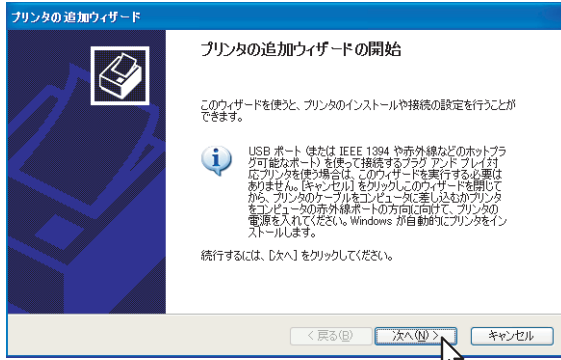 プリンタの追加ウィザード
プリンタの追加ウィザードの開始
このウィザードを使うと、プリンタのインストールや接続の設定を行うことが
できます。
USB ポート (または IEEE 1394 や赤外線などのホットプラ
グ可能なポート) を使って接続するプラグ アンド プレイ対
応プリンタを使う場合は、このウィザードを実行する必要は
ありません。[キャンセル] をクリックしこのウィザードを閉じて
から、プリンタのケーブルをコンピュータに差し込むかプリンタ
をコンピュータの赤外線ポートの方向に向けて、プリンタの
電源を入れてください。Windows が自動的にプリンタをイン
ストールします。
続行するには、[次へ] をクリックしてください。
< 戻る(B) 次へ(N) > キャンセル